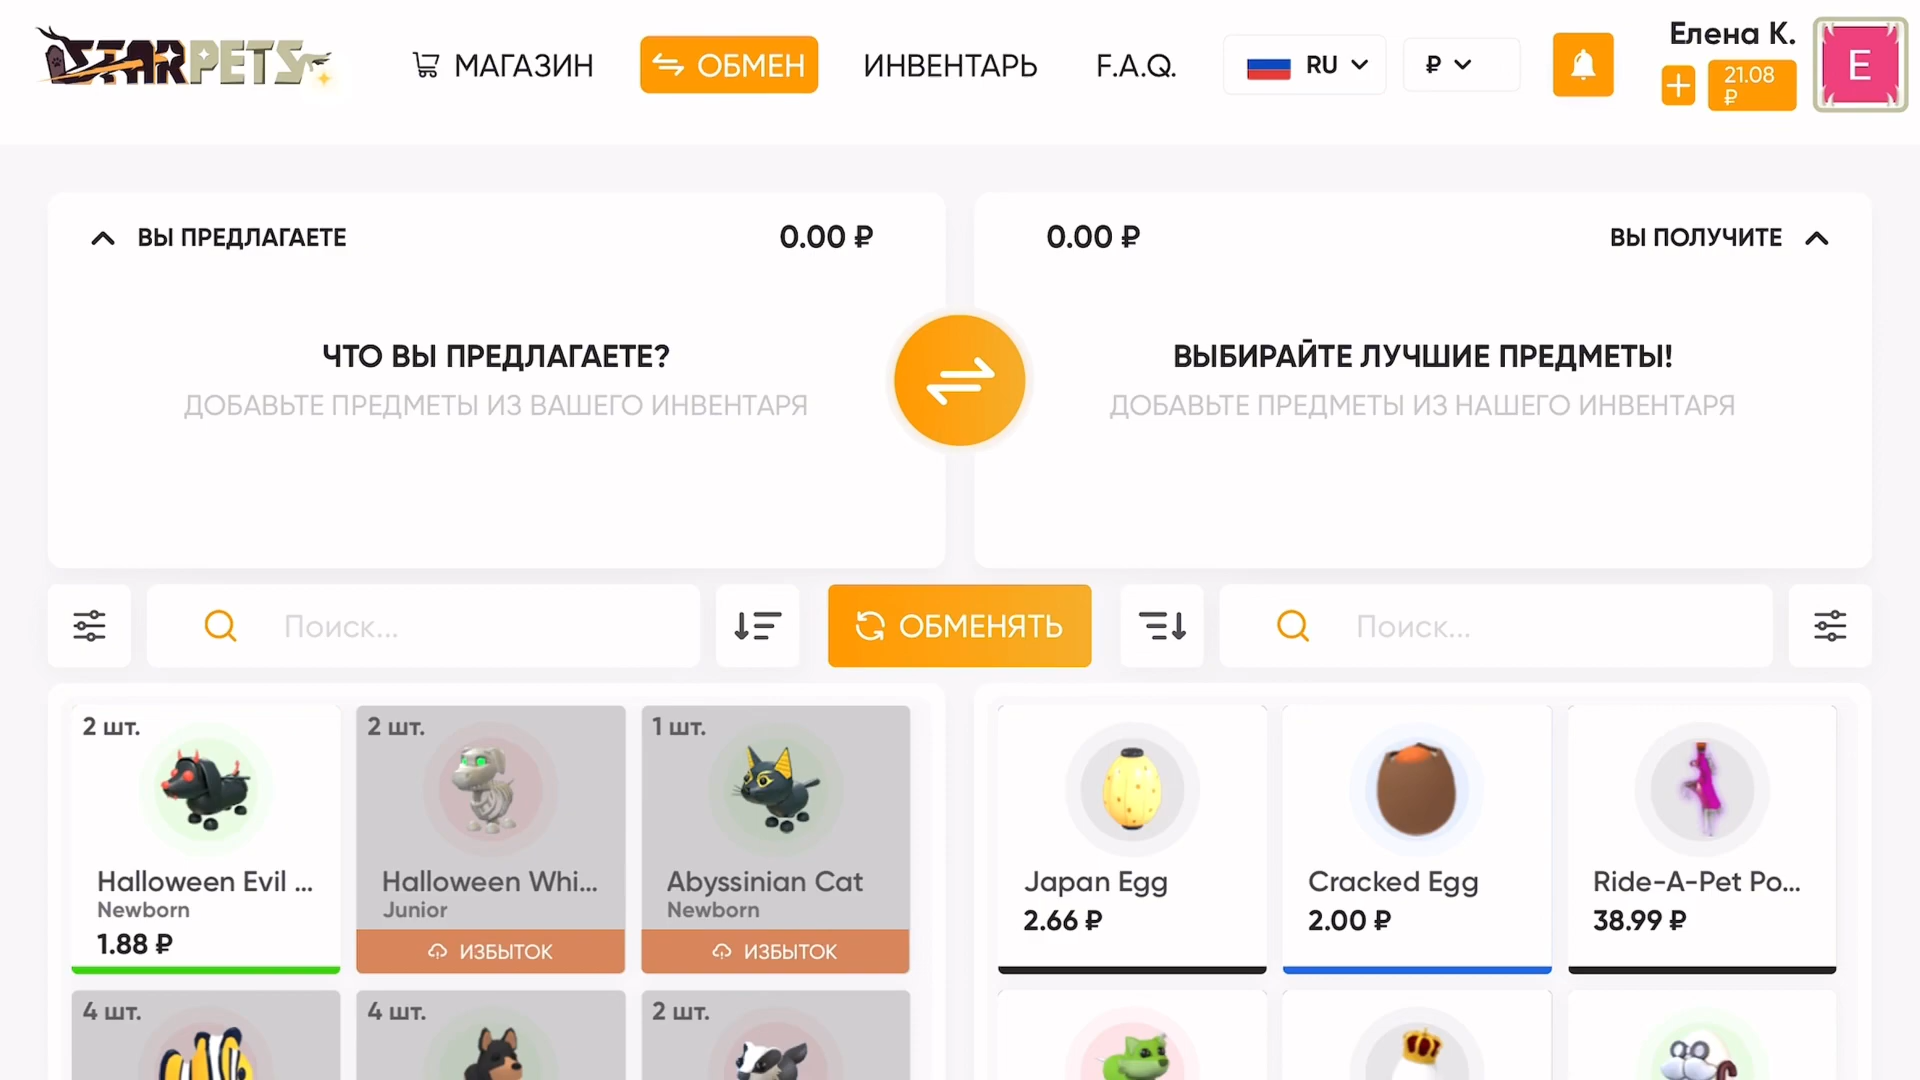 STARPETS
МАГАЗИН
ОБМЕН
ИНВЕНТАРЬ
F.A.Q.
RU
₽
Елена К.
21.08
₽
E
ВЫ ПРЕДЛАГАЕТЕ
0.00 ₽
0.00 ₽
ВЫ ПОЛУЧИТЕ
ЧТО ВЫ ПРЕДЛАГАЕТЕ?
ДОБАВЬТЕ ПРЕДМЕТЫ ИЗ ВАШЕГО ИНВЕНТАРЯ
ВЫБИРАЙТЕ ЛУЧШИЕ ПРЕДМЕТЫ!
ДОБАВЬТЕ ПРЕДМЕТЫ ИЗ НАШЕГО ИНВЕНТАРЯ
Поиск...
ОБМЕНЯТЬ
Поиск...
2 шт.
Halloween Evil ...
Newborn
1.88 ₽
2 шт.
Halloween Whi...
Junior
ИЗБЫТОК
1 шт.
Abyssinian Cat
Newborn
ИЗБЫТОК
Japan Egg
2.66 ₽
Cracked Egg
2.00 ₽
Ride-A-Pet Po...
38.99 ₽
4 шт.
4 шт.
2 шт.